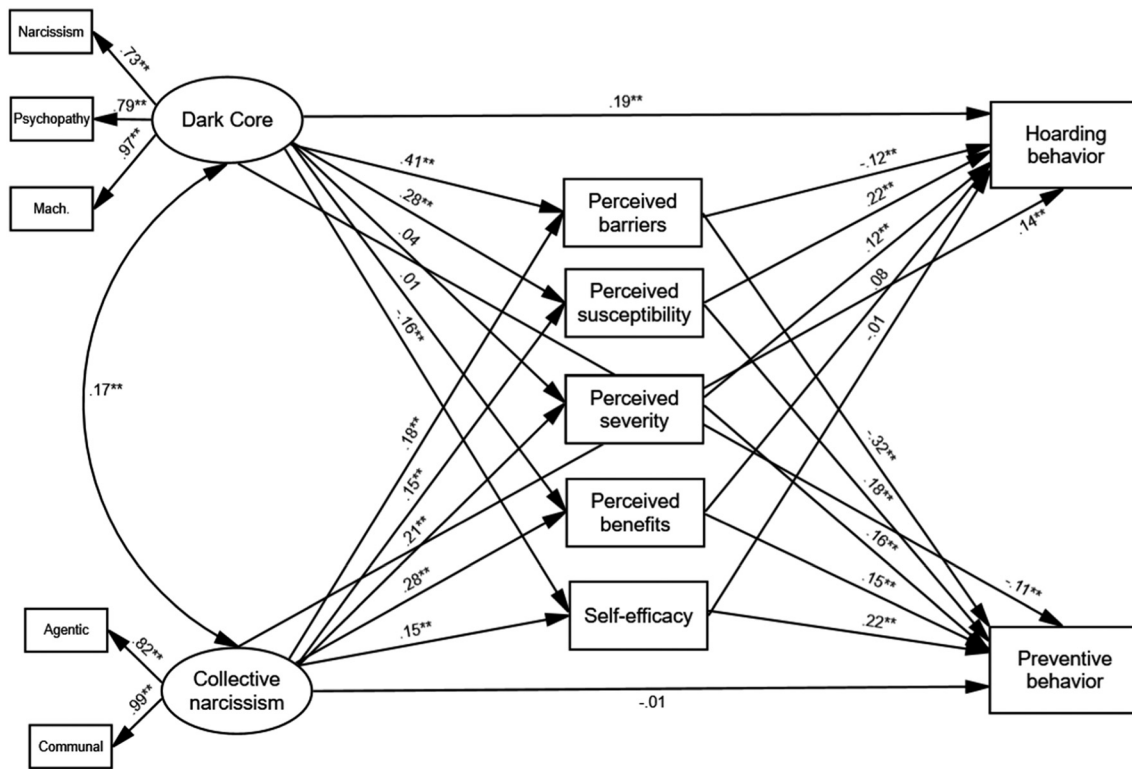 Narcissism
.73**
Psychopathy
.79**
Dark Core
.97**
Mach.
.19**
Hoarding
behavior
.41**
.28**
.04
.01
-.16**
Perceived
barriers
-.12**
.22**
.12**
.08
-.01
.14**
Perceived
susceptibility
Perceived
severity
.17**
.18**
.15**
.21**
.28**
.15**
Perceived
benefits
Self-efficacy
-.32**
.18**
.16**
.15**
.22**
-.11**
Agentic
.82**
.99**
Communal
Collective
narcissism
-.01
Preventive
behavior